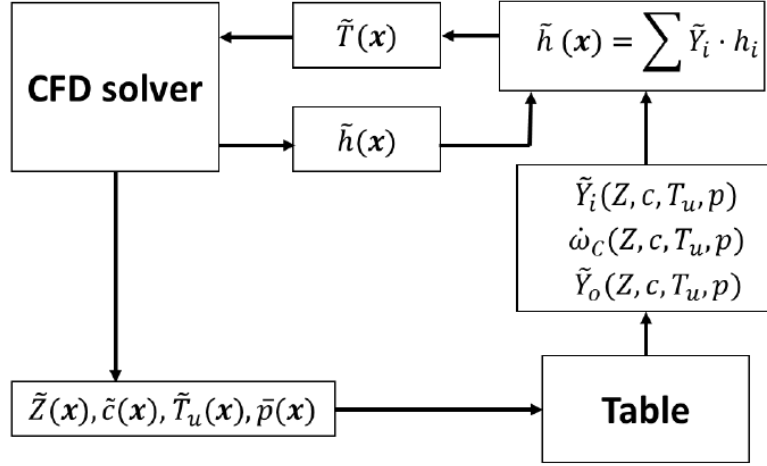 CFD solver
T̃(𝒙)
h̃ (𝒙) = ∑ Ỹᵢ · hᵢ
h̃(𝒙)
Ỹᵢ(Z, c, Tᵤ, p)
ω̇_C(Z, c, Tᵤ, p)
Ỹₒ(Z, c, Tᵤ, p)
Z̃(𝒙), c̃(𝒙), T̃ᵤ(𝒙), p̄(𝒙)
Table